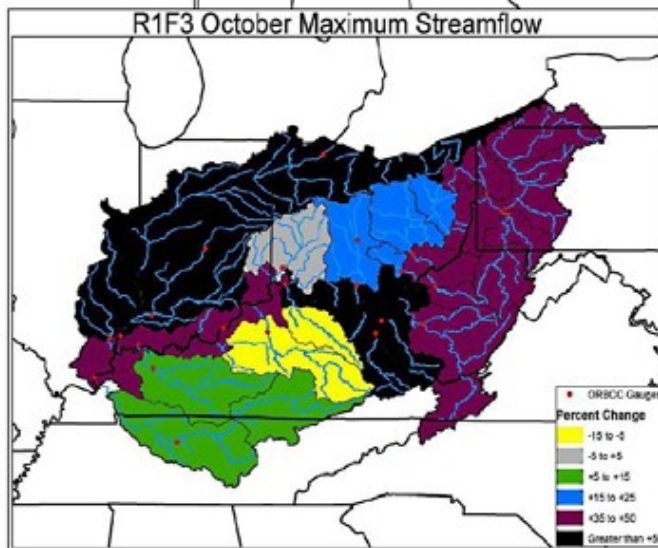 R1F3 October Maximum Streamflow
ORBCC Gauges
Percent Change
-15 to -5
-5 to +5
+5 to +15
+15 to +25
+35 to +50
Greater than +50